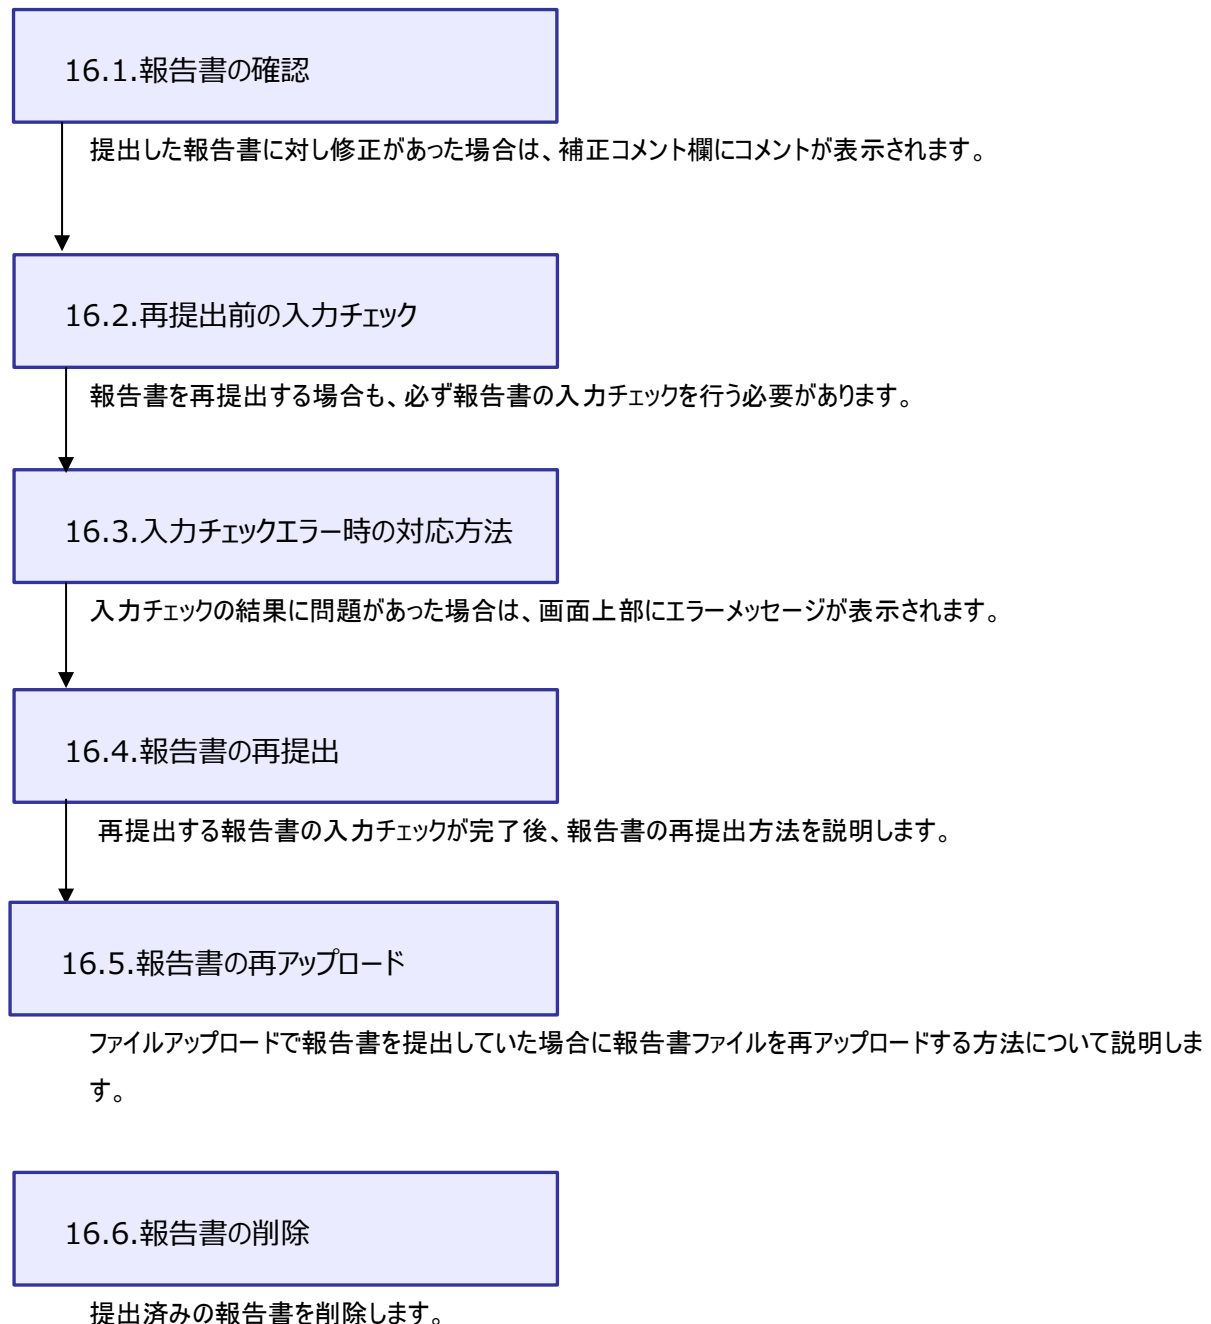 16.1.報告書の確認
提出した報告書に対し修正があった場合は、補正コメント欄にコメントが表示されます。
16.2.再提出前の入力チェック
報告書を再提出する場合も、必ず報告書の入力チェックを行う必要があります。
16.3.入力チェックエラー時の対応方法
入力チェックの結果に問題があった場合は、画面上部にエラーメッセージが表示されます。
16.4.報告書の再提出
再提出する報告書の入力チェックが完了後、報告書の再提出方法を説明します。
16.5.報告書の再アップロード
ファイルアップロードで報告書を提出していた場合に報告書ファイルを再アップロードする方法について説明しま
す。
16.6.報告書の削除
提出済みの報告書を削除します。